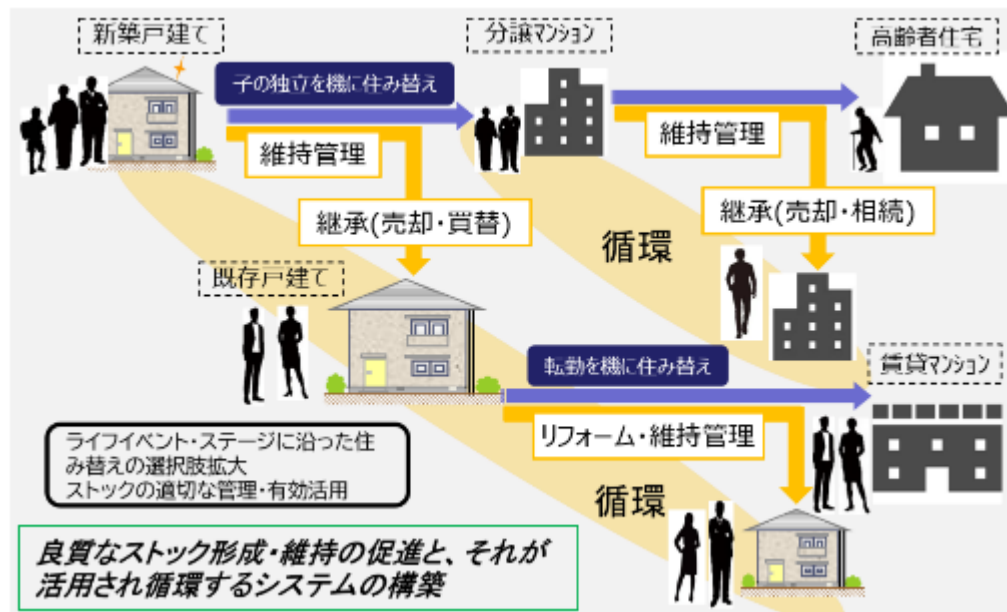 新築戸建て
分譲マンション
高齢者住宅
子の独立を機に住み替え
維持管理
維持管理
継承(売却・買替)
継承(売却・相続)
循環
既存戸建て
転勤を機に住み替え
賃貸マンション
リフォーム・維持管理
ライフイベント・ステージに沿った住
み替えの選択肢拡大
ストックの適切な管理・有効活用
循環
良質なストック形成・維持の促進と、それが
活用され循環するシステムの構築